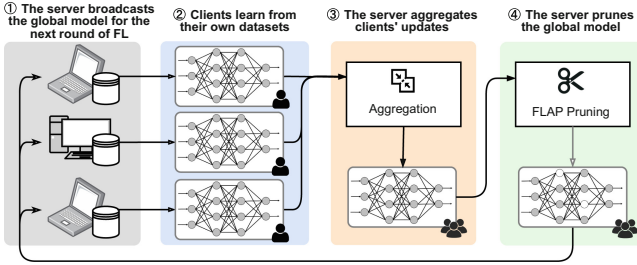 ① The server broadcasts
the global model for the
next round of FL
② Clients learn from
their own datasets
③ The server aggregates
clients' updates
④ The server prunes
the global model
Aggregation
FLAP Pruning